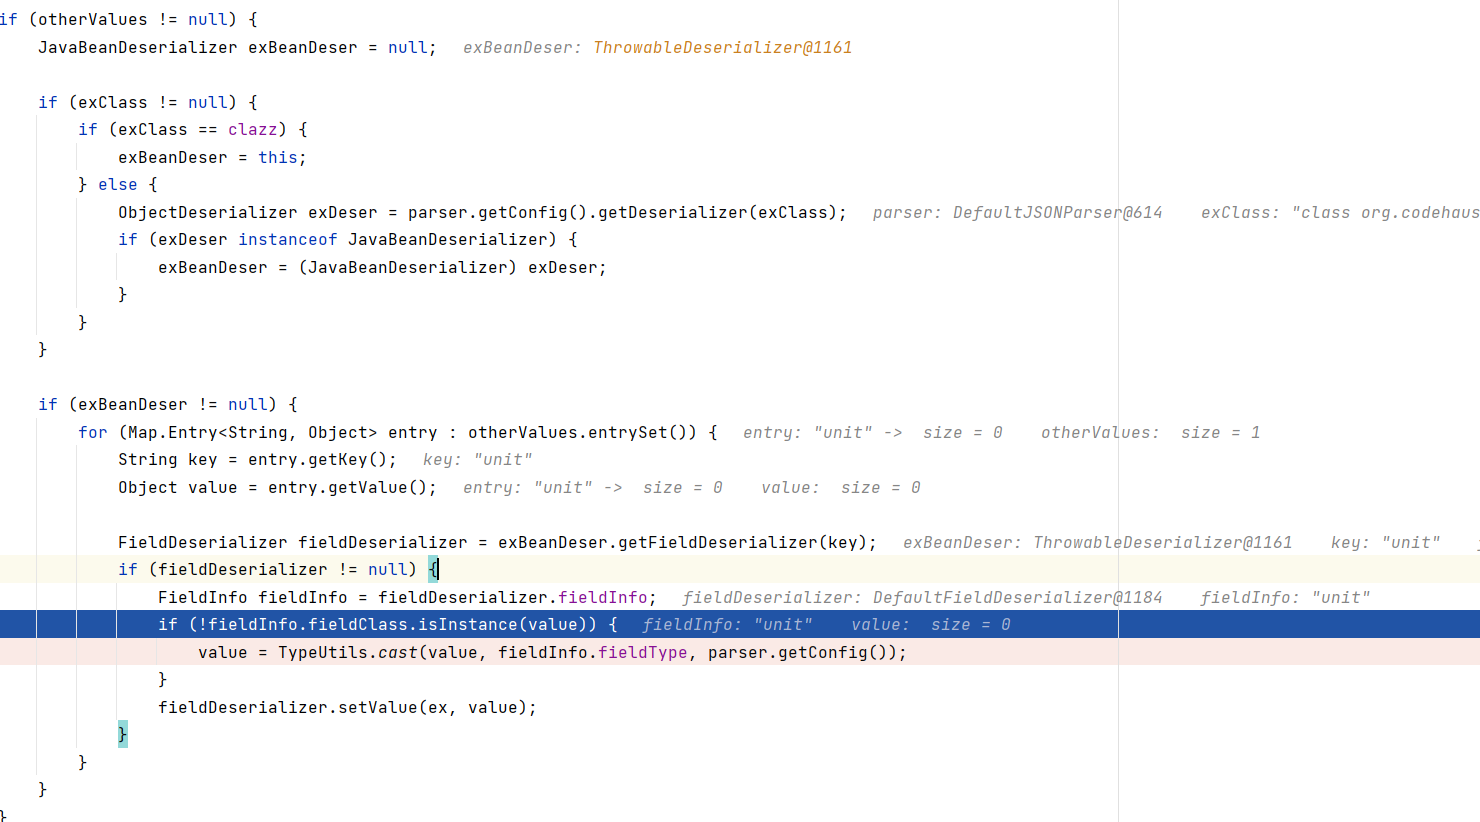 if (otherValues != null) {
JavaBeanDeserializer exBeanDeser = null; exBeanDeser: ThrowableDeserializer@1161
if (exClass != null) {
if (exClass == clazz) {
exBeanDeser = this;
} else {
ObjectDeserializer exDeser = parser.getConfig().getDeserializer(exClass); parser: DefaultJSONParser@614 exClass: "class org.codehaus
if (exDeser instanceof JavaBeanDeserializer) {
exBeanDeser = (JavaBeanDeserializer) exDeser;
}
}
}
if (exBeanDeser != null) {
for (Map.Entry<String, Object> entry : otherValues.entrySet()) { entry: "unit" -> size = 0 otherValues: size = 1
String key = entry.getKey(); key: "unit"
Object value = entry.getValue(); entry: "unit" -> size = 0 value: size = 0
FieldDeserializer fieldDeserializer = exBeanDeser.getFieldDeserializer(key); exBeanDeser: ThrowableDeserializer@1161 key: "unit"
if (fieldDeserializer != null) {
FieldInfo fieldInfo = fieldDeserializer.fieldInfo; fieldDeserializer: DefaultFieldDeserializer@1184 fieldInfo: "unit"
if (!fieldInfo.fieldClass.isInstance(value)) { fieldInfo: "unit" value: size = 0
value = TypeUtils.cast(value, fieldInfo.fieldType, parser.getConfig());
}
fieldDeserializer.setValue(ex, value);
}
}
}
}